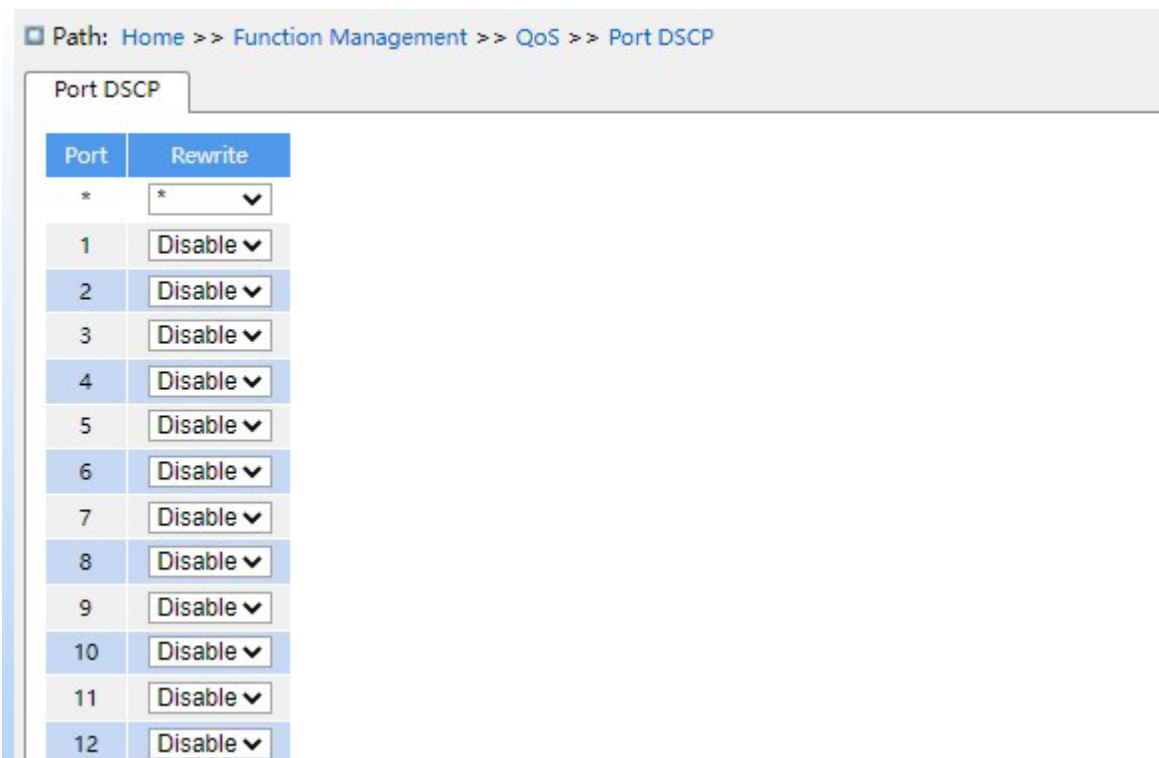 Path: Home >> Function Management >> QoS >> Port DSCP
Port DSCP
Port Rewrite
* *
1 Disable
2 Disable
3 Disable
4 Disable
5 Disable
6 Disable
7 Disable
8 Disable
9 Disable
10 Disable
11 Disable
12 Disable